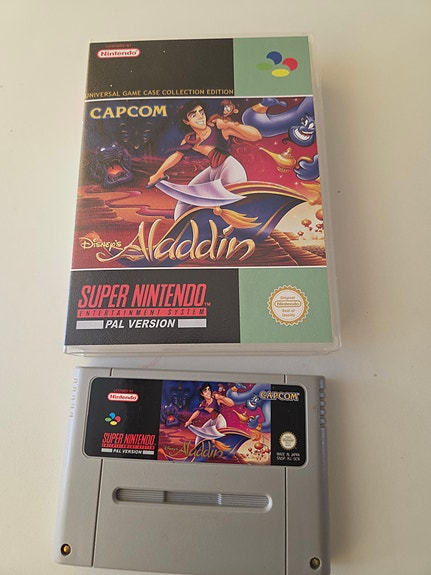 LICENSED BY
Nintendo
UNIVERSAL GAME CASE COLLECTION EDITION
CAPCOM
DISNEY'S
Aladdin
SUPER NINTENDO
ENTERTAINMENT SYSTEM
PAL VERSION
Original
Nintendo
Seal of
Quality
LICENSED BY
Nintendo
CAPCOM
SUPER NINTENDO
ENTERTAINMENT SYSTEM
PAL VERSION
Disney's
Aladdin
MADE IN JAPAN